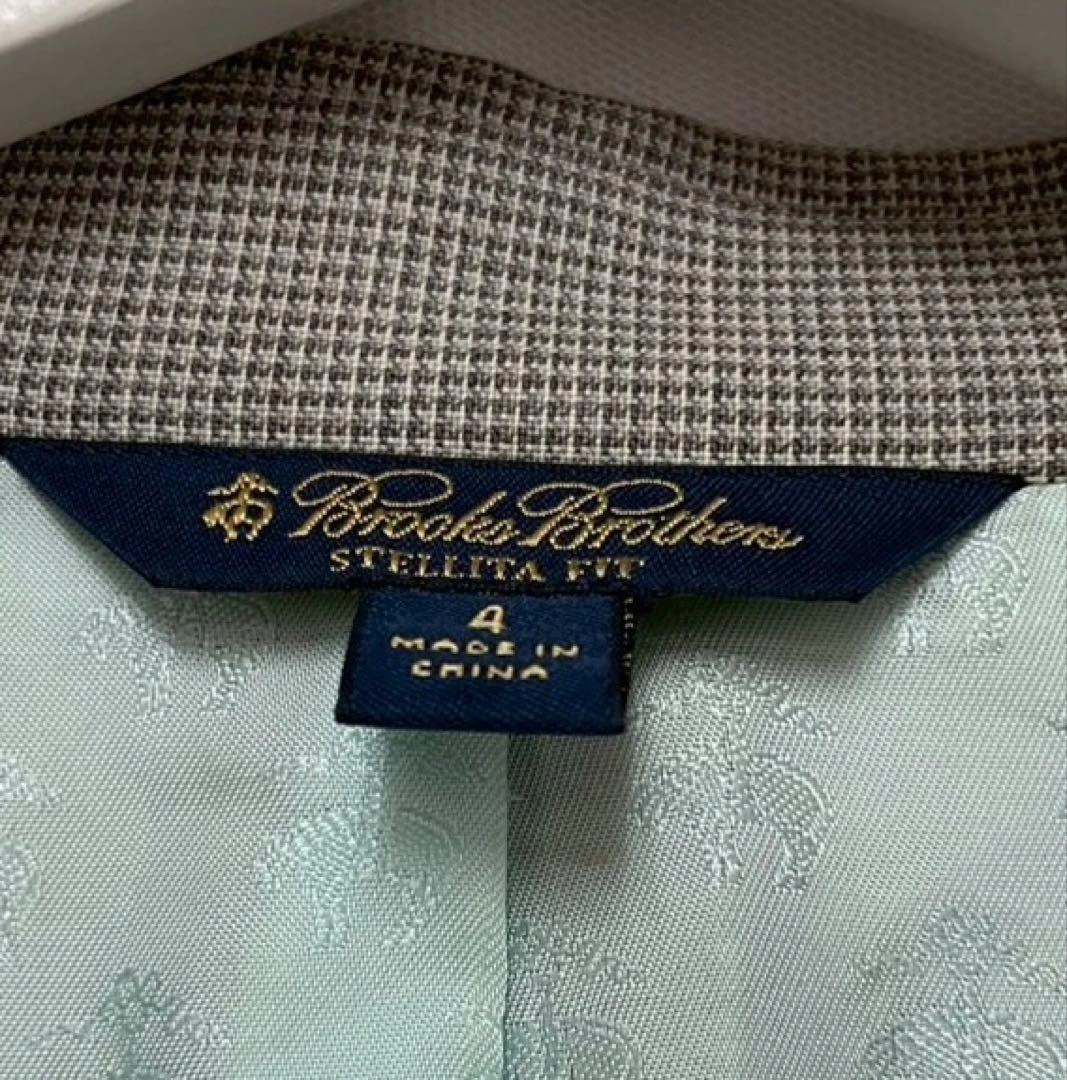 Brooks Brothers
STELLITA FIT
4
MADE IN
CHINA